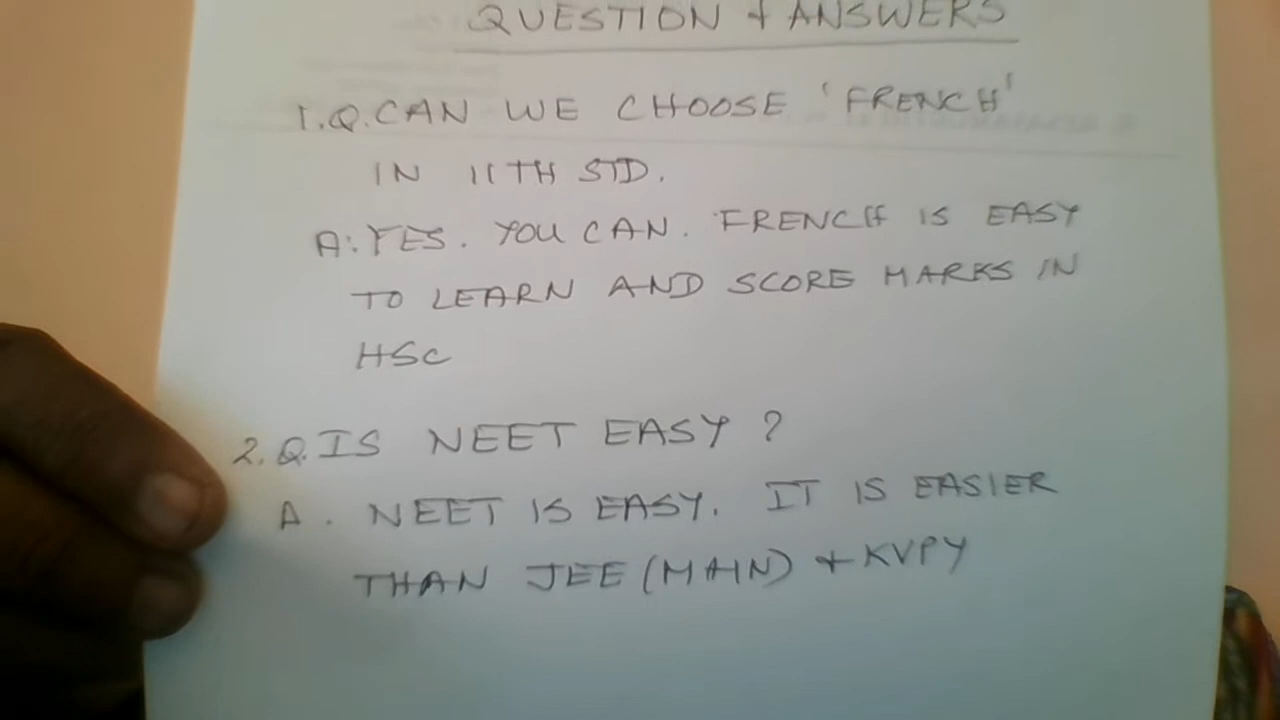 QUESTION & ANSWERS
1.Q. CAN WE CHOOSE 'FRENCH'
IN 11TH STD.
A: YES. YOU CAN. FRENCH IS EASY
TO LEARN AND SCORE MARKS IN
HSC
2. Q. IS NEET EASY ?
A. NEET IS EASY. IT IS EASIER
THAN JEE (MAIN) & KVPY